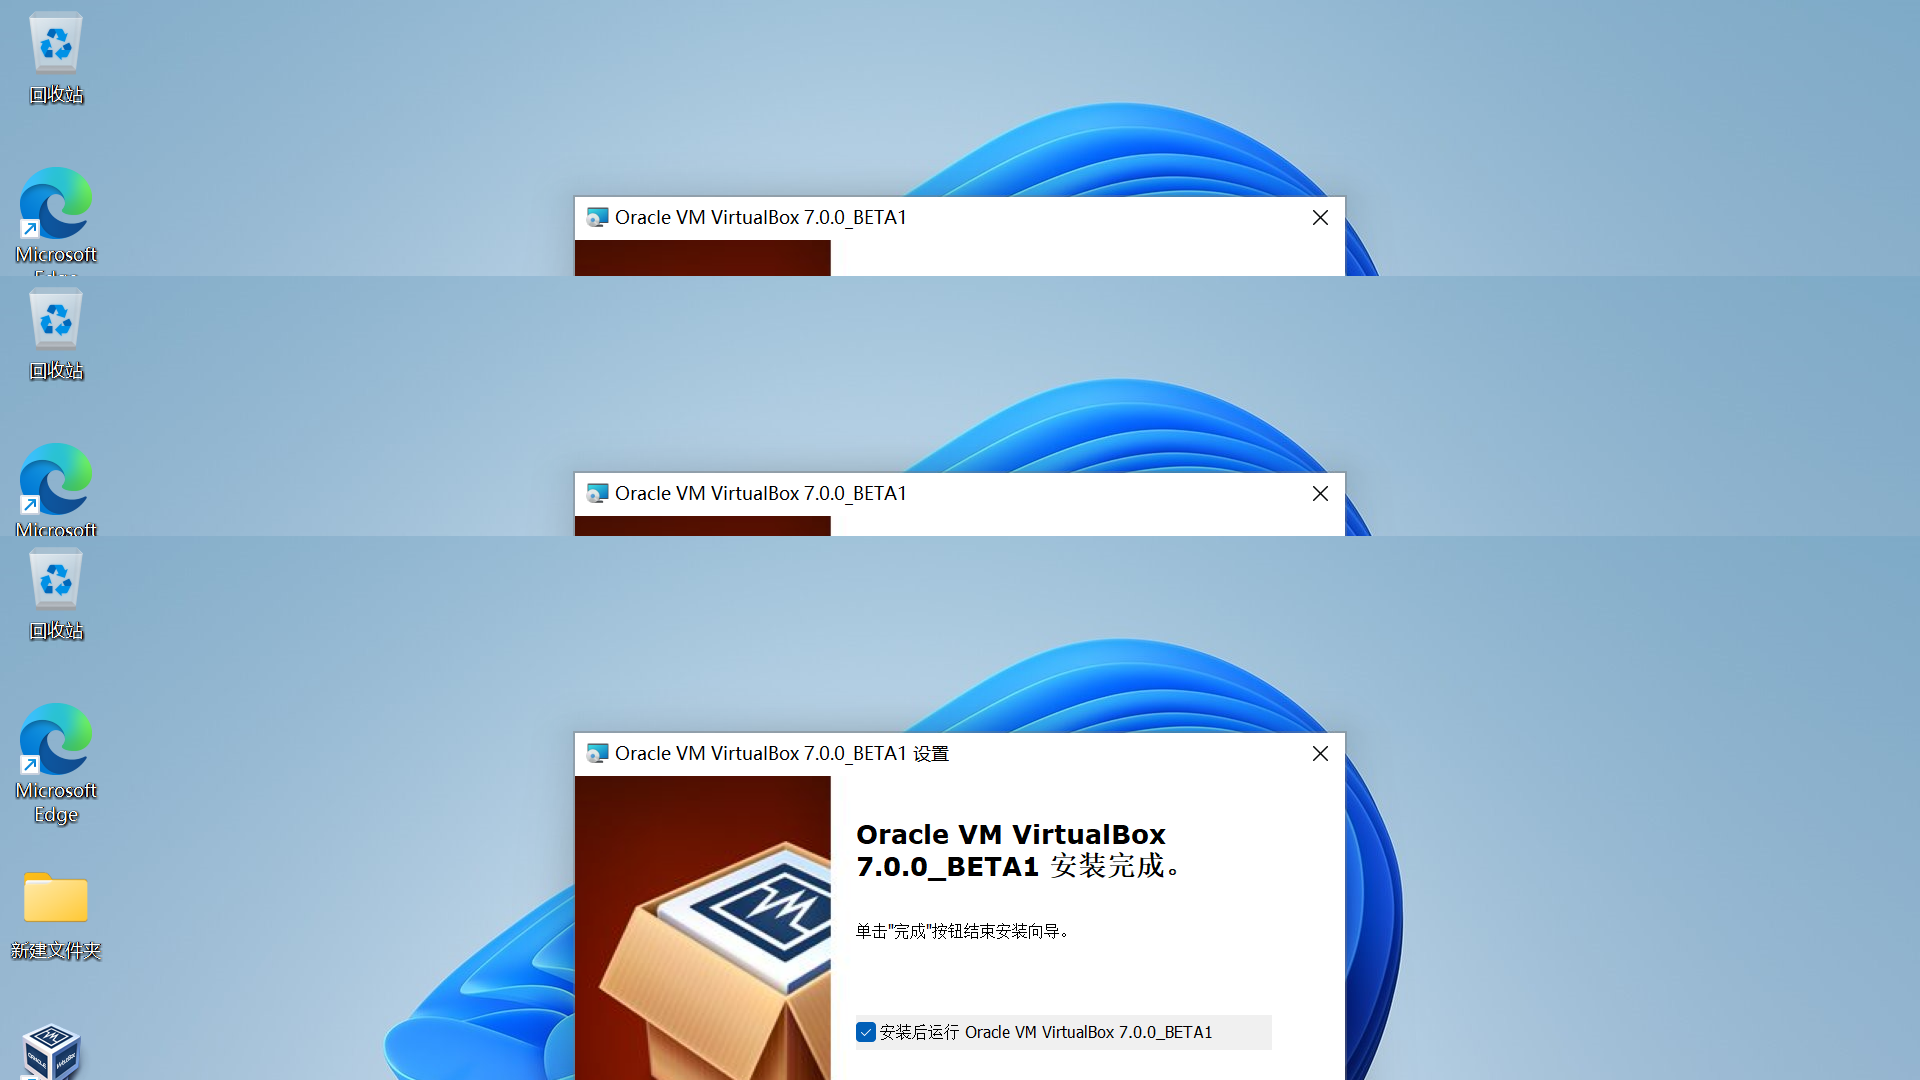 回收站
Microsoft
Oracle VM VirtualBox 7.0.0_BETA1
回收站
Microsoft
Oracle VM VirtualBox 7.0.0_BETA1
回收站
Microsoft
Edge
新建文件夹
Oracle VM VirtualBox 7.0.0_BETA1 设置
Oracle VM VirtualBox
7.0.0_BETA1 安装完成。
单击"完成"按钮结束安装向导。
安装后运行 Oracle VM VirtualBox 7.0.0_BETA1